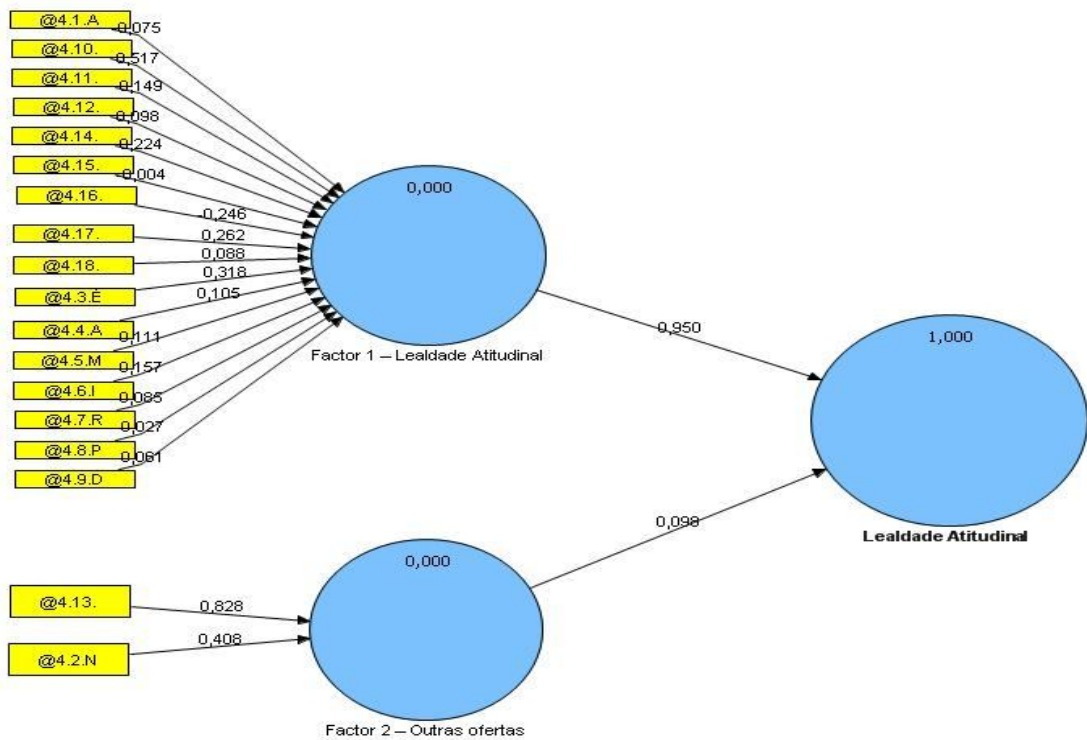 @4.1.A
0,075
@4.10.
0,517
@4.11.
0,149
@4.12.
0,098
@4.14.
0,224
@4.15.
0,004
@4.16.
-0,246
@4.17.
0,262
@4.18.
0,088
@4.3.É
0,318
@4.4.A
0,105
@4.5.M
0,111
@4.6.I
0,157
@4.7.R
0,085
@4.8.P
0,027
@4.9.D
0,061
0,000
Factor 1 – Lealdade Atitudinal
0,950
1,000
Lealdade Atitudinal
0,098
@4.13.
0,828
@4.2.N
0,408
0,000
Factor 2 – Outras ofertas